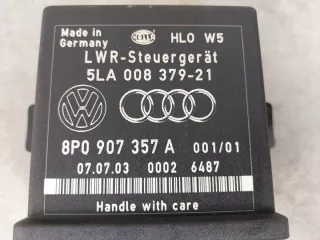 Made in Germany HELLA HLO W5
LWR-Steuergerät
5LA 008 379-21
8P0 907 357 A 001/01
07.07.03 0002 6487
Handle with care